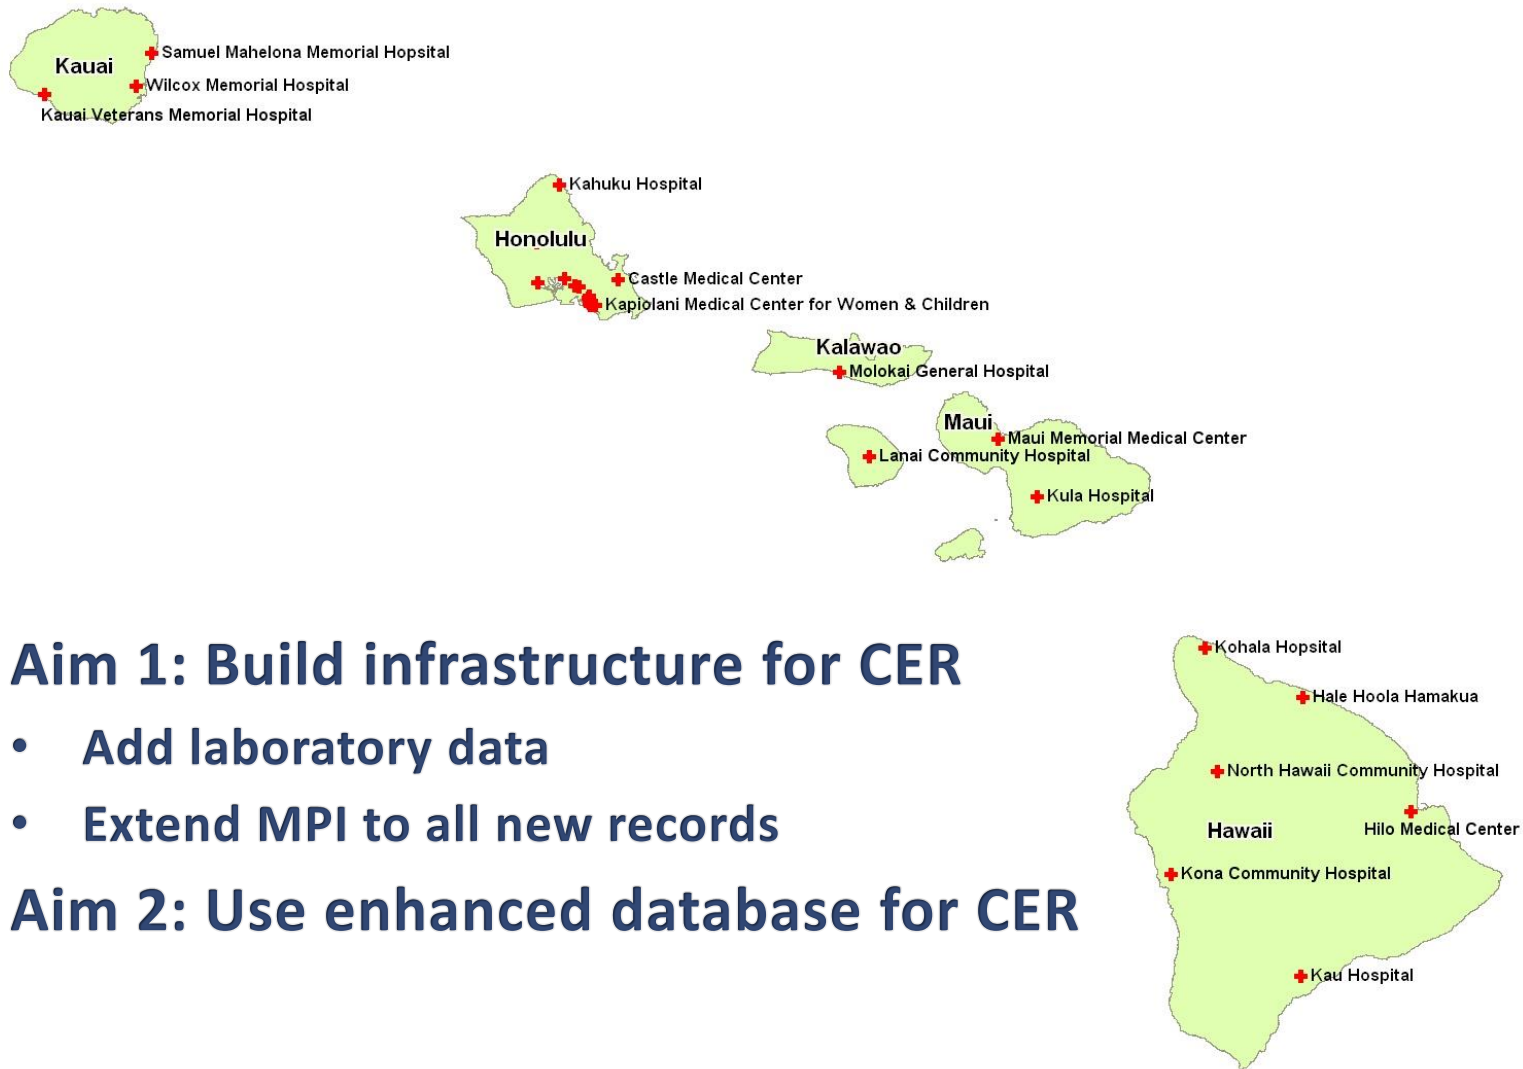 Kauai
Samuel Mahelona Memorial Hopsital
Wilcox Memorial Hospital
Kauai Veterans Memorial Hospital
Kahuku Hospital
Honolulu
Castle Medical Center
Kapiolani Medical Center for Women & Children
Kalawao
Molokai General Hospital
Maui
Maui Memorial Medical Center
Lanai Community Hospital
Kula Hospital
Aim 1: Build infrastructure for CER
• Add laboratory data
• Extend MPI to all new records
Aim 2: Use enhanced database for CER
Kohala Hopsital
Hale Hoola Hamakua
North Hawaii Community Hospital
Hawaii
Hilo Medical Center
Kona Community Hospital
Kau Hospital